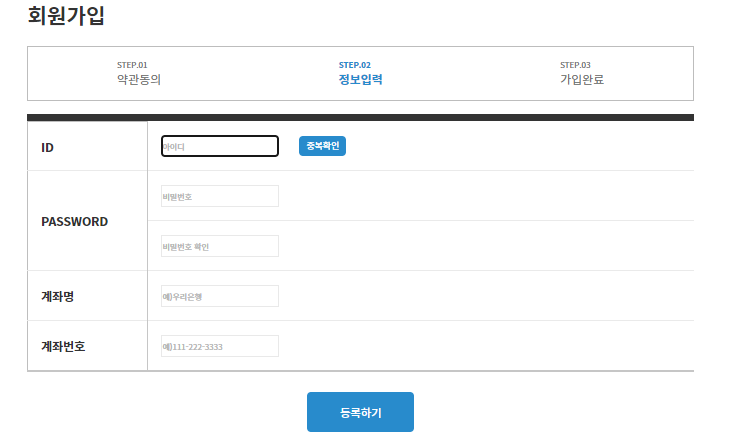 회원가입
STEP.01
약관동의
STEP.02
정보입력
STEP.03
가입완료
ID
아이디
중복확인
PASSWORD
비밀번호
비밀번호 확인
계좌명
예)우리은행
계좌번호
예)111-222-3333
등록하기